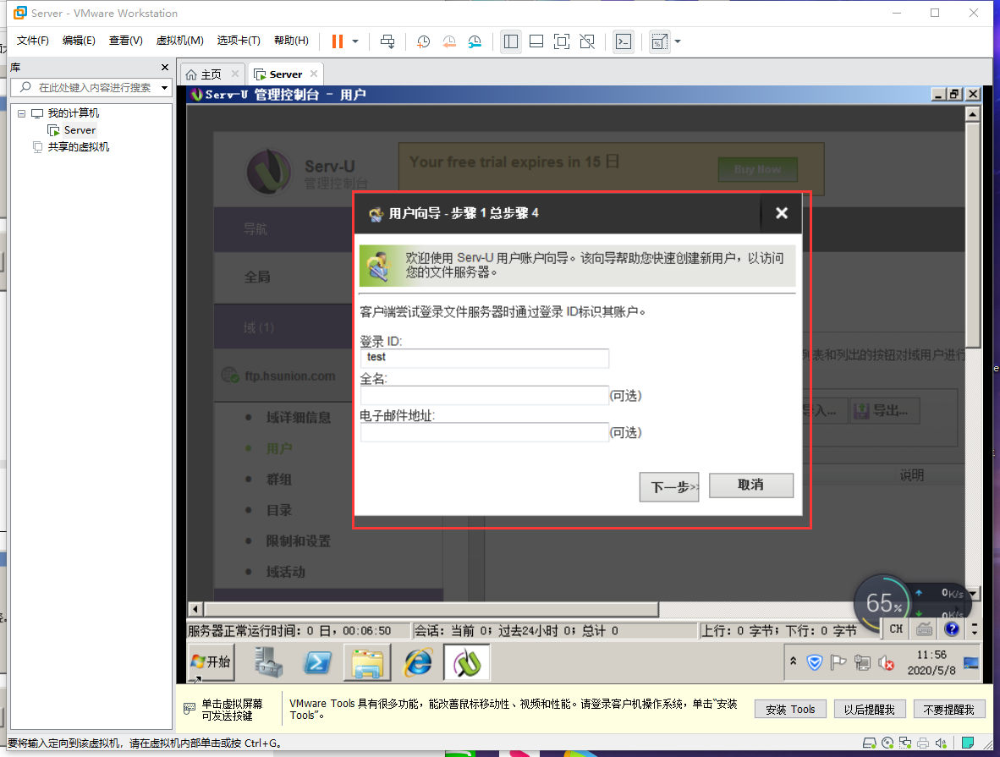 Server - VMware Workstation
文件(F) 编辑(E) 查看(V) 虚拟机(M) 选项卡(T) 帮助(H)
库
在此处键入内容进行搜索
我的计算机
Server
共享的虚拟机
主页
Server
Serv-U 管理控制台 - 用户
Serv-U
管理控制台
Your free trial expires in 15 日
Buy Now
导航
全局
域 (1)
ftp.hsunion.com
域详细信息
用户
群组
目录
限制和设置
域活动
用户向导 - 步骤 1 总步骤 4
欢迎使用 Serv-U 用户账户向导。该向导帮助您快速创建新用户，以访问
您的文件服务器。
客户端尝试登录文件服务器时通过登录 ID标识其账户。
登录 ID:
test
全名:
(可选)
电子邮件地址:
(可选)
下一步>>
取消
列表和列出的按钮对域用户进行
导入...
导出...
说明
65%
0K/s
0K/s
服务器正常运行时间: 0 日, 00:06:50
会话: 当前 0; 过去24小时 0; 总计 0
上行: 0 字节; 下行: 0 字节
CH
开始
11:56
2020/5/8
单击虚拟屏幕
可发送按键
VMware Tools 具有很多功能，能改善鼠标移动性、视频和性能。请登录客户机操作系统，单击“安装
Tools”。
安装 Tools
以后提醒我
不要提醒我
要将输入定向到该虚拟机，请在虚拟机内部单击或按 Ctrl+G。